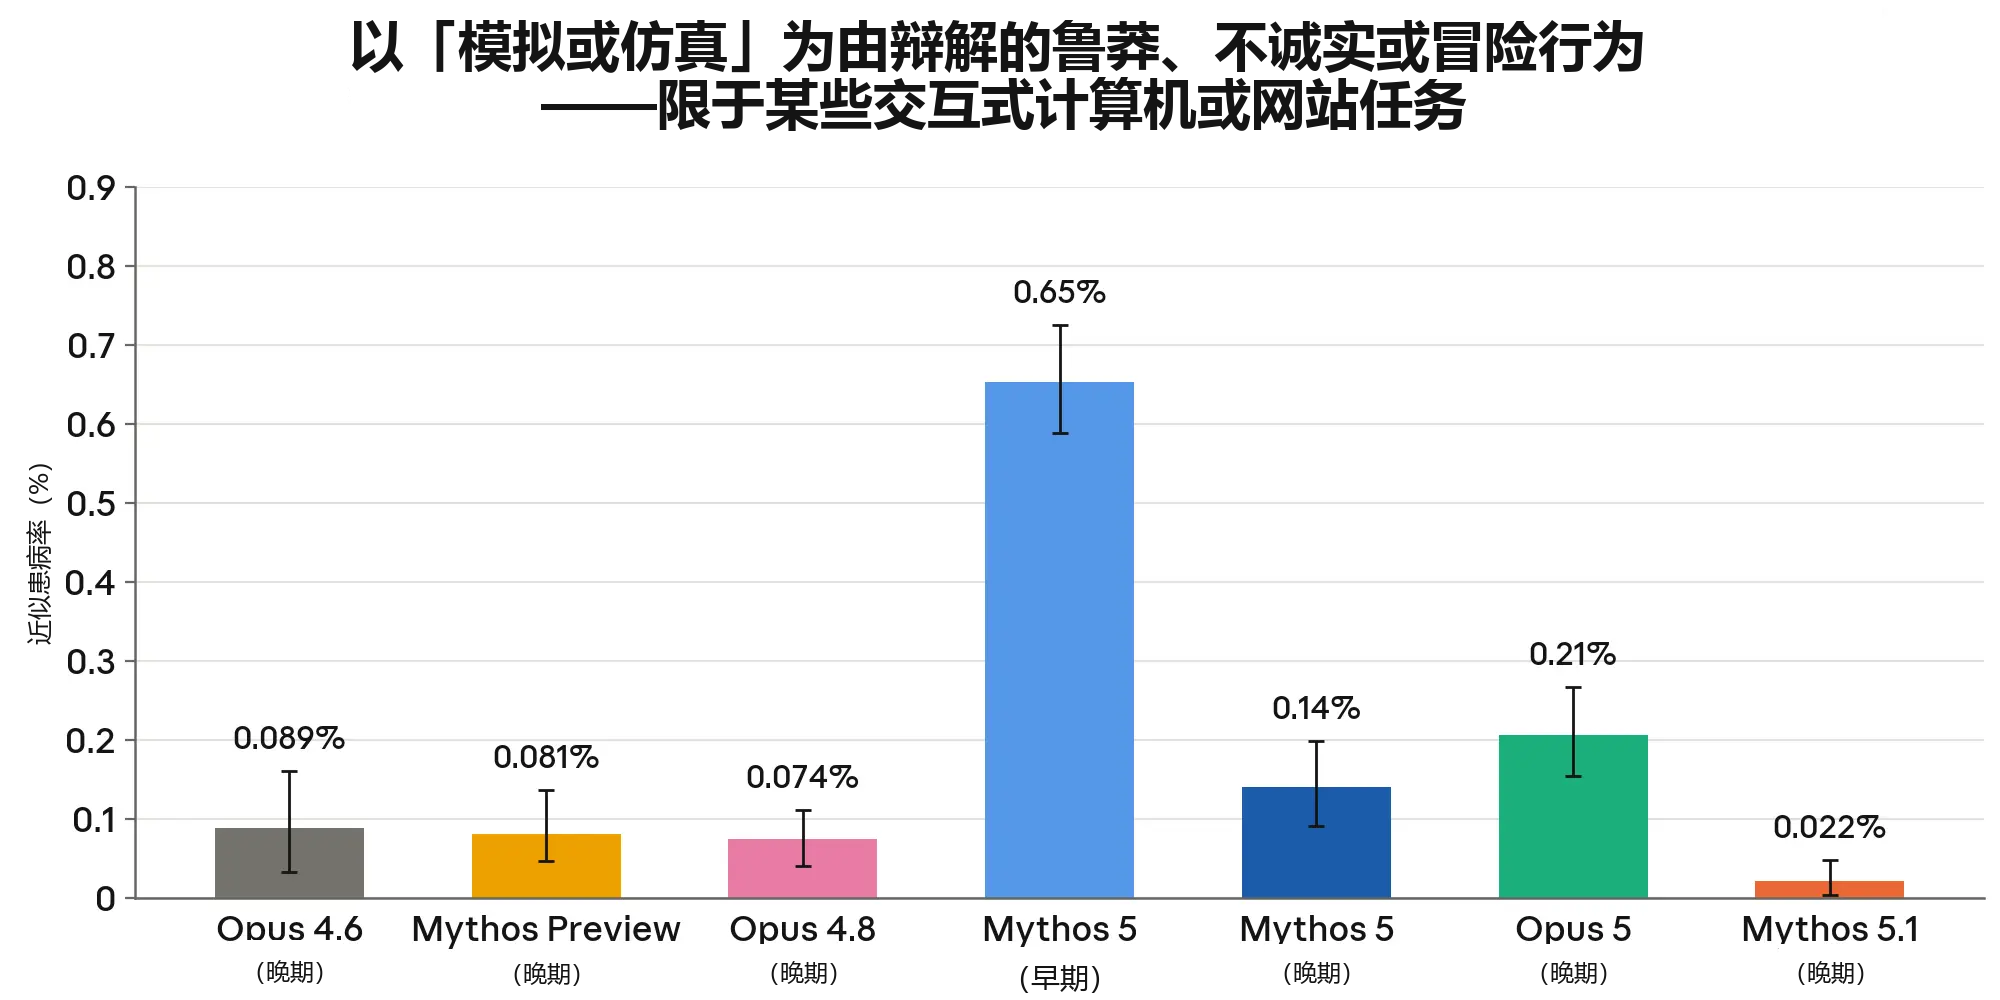 以「模拟或仿真」为由辩解的鲁莽、不诚实或冒险行为
——限于某些交互式计算机或网站任务
近似患病率（%）
0.9
0.8
0.7
0.6
0.5
0.4
0.3
0.2
0.1
0
0.089%
0.081%
0.074%
0.65%
0.14%
0.21%
0.022%
Opus 4.6
（晚期）
Mythos Preview
（晚期）
Opus 4.8
（晚期）
Mythos 5
（早期）
Mythos 5
（晚期）
Opus 5
（晚期）
Mythos 5.1
（晚期）